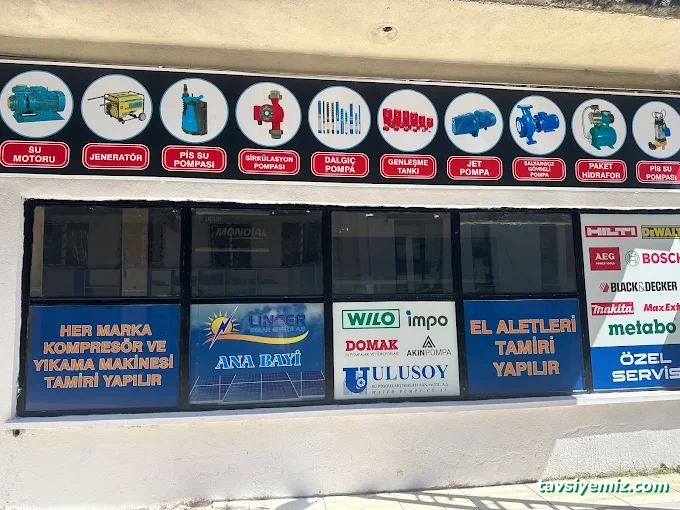 SU
MOTORU
JENERATÖR
PİS SU
POMPASI
SİRKÜLASYON
POMPASI
DALGIÇ
POMPA
GENLEŞME
TANKI
JET
POMPA
SALYANGOZ
GÖVDELİ
POMPA
PAKET
HİDRAFOR
PİS SU
POMPASI
MONDIAL
HER MARKA
KOMPRESÖR VE
YIKAMA MAKİNESİ
TAMİRİ YAPILIR
LINCER
ANA BAYİ
WILO
impo
DOMAK
AKINPOMPA
ULUSOY
EL ALETLERİ
TAMİRİ
YAPILIR
HILTI
DEWALT
AEG
BOSCH
BLACK&DECKER
makita
MaxExt
metabo
ÖZEL
SERVİS
tavsiyemiz.com